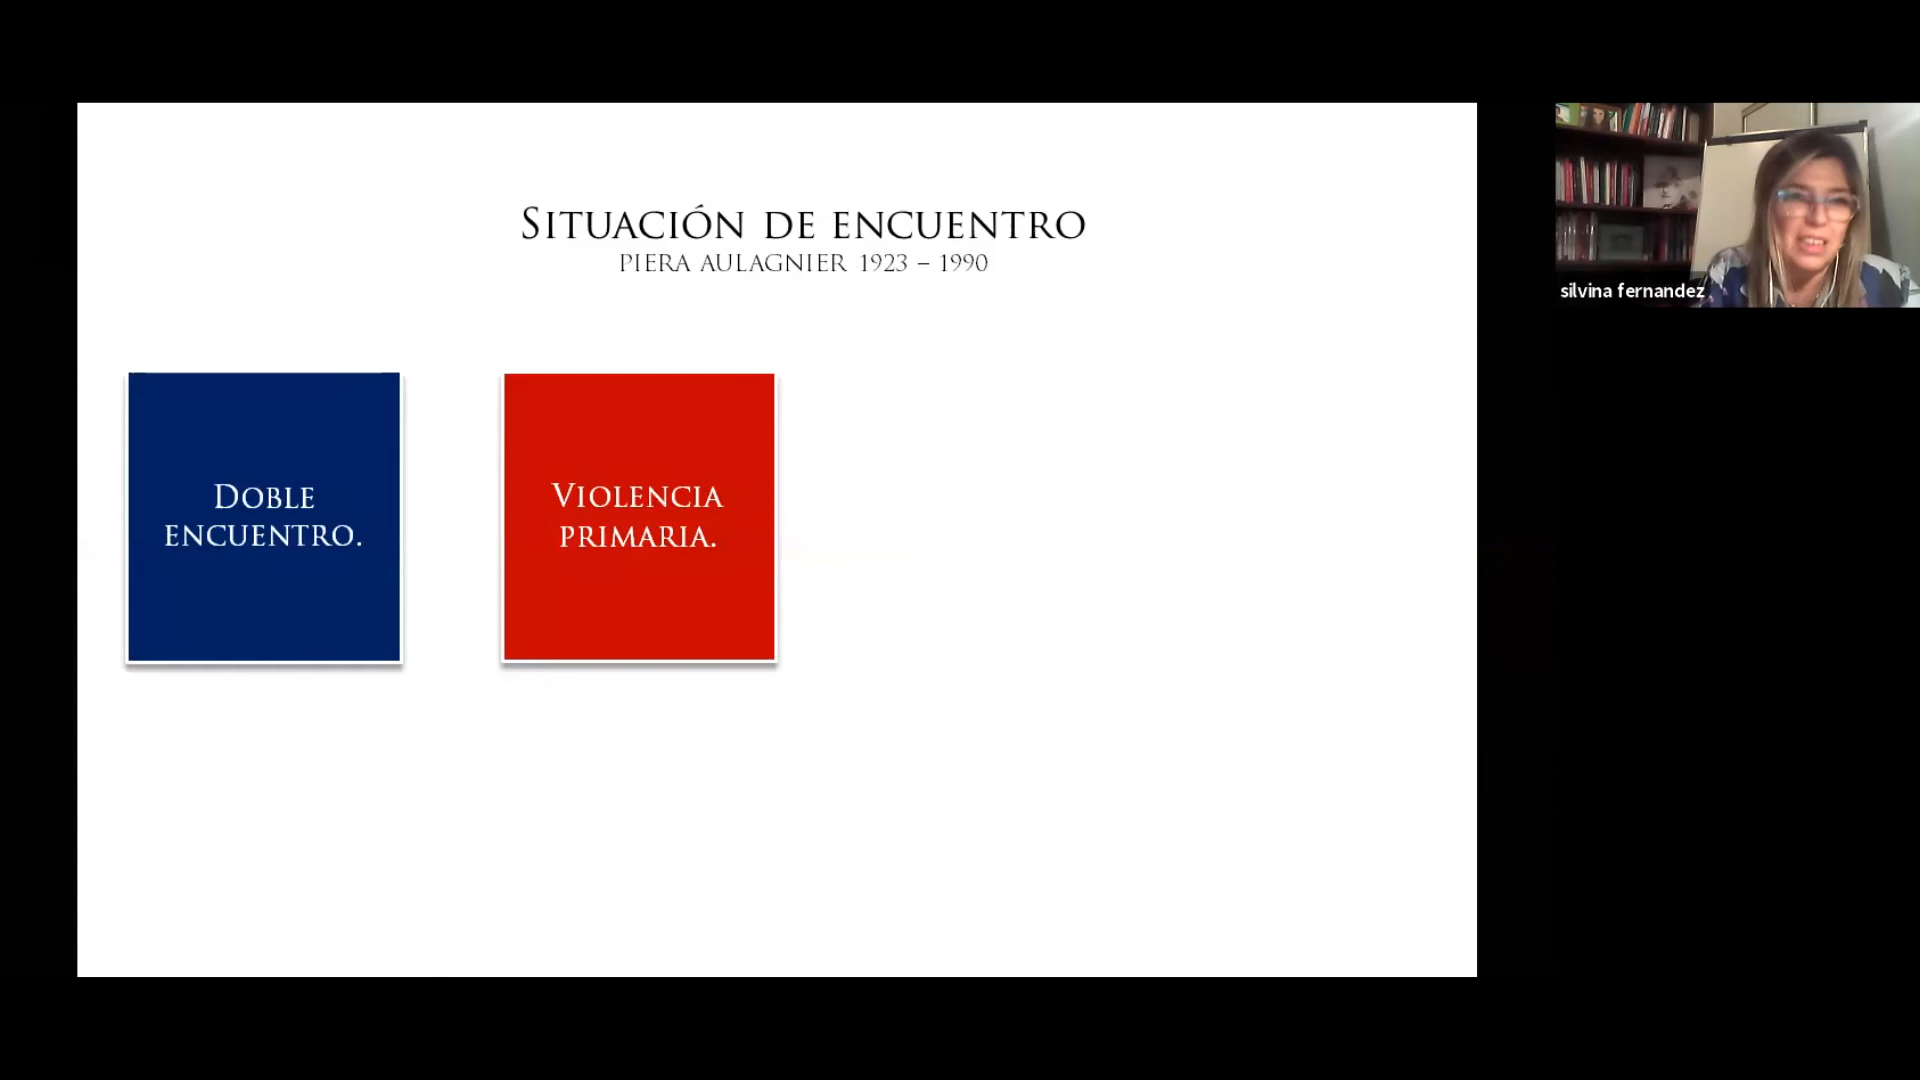 SITUACIÓN DE ENCUENTRO
PIERA AULAGNIER 1923 – 1990
DOBLE
ENCUENTRO.
VIOLENCIA
PRIMARIA.
silvina fernandez